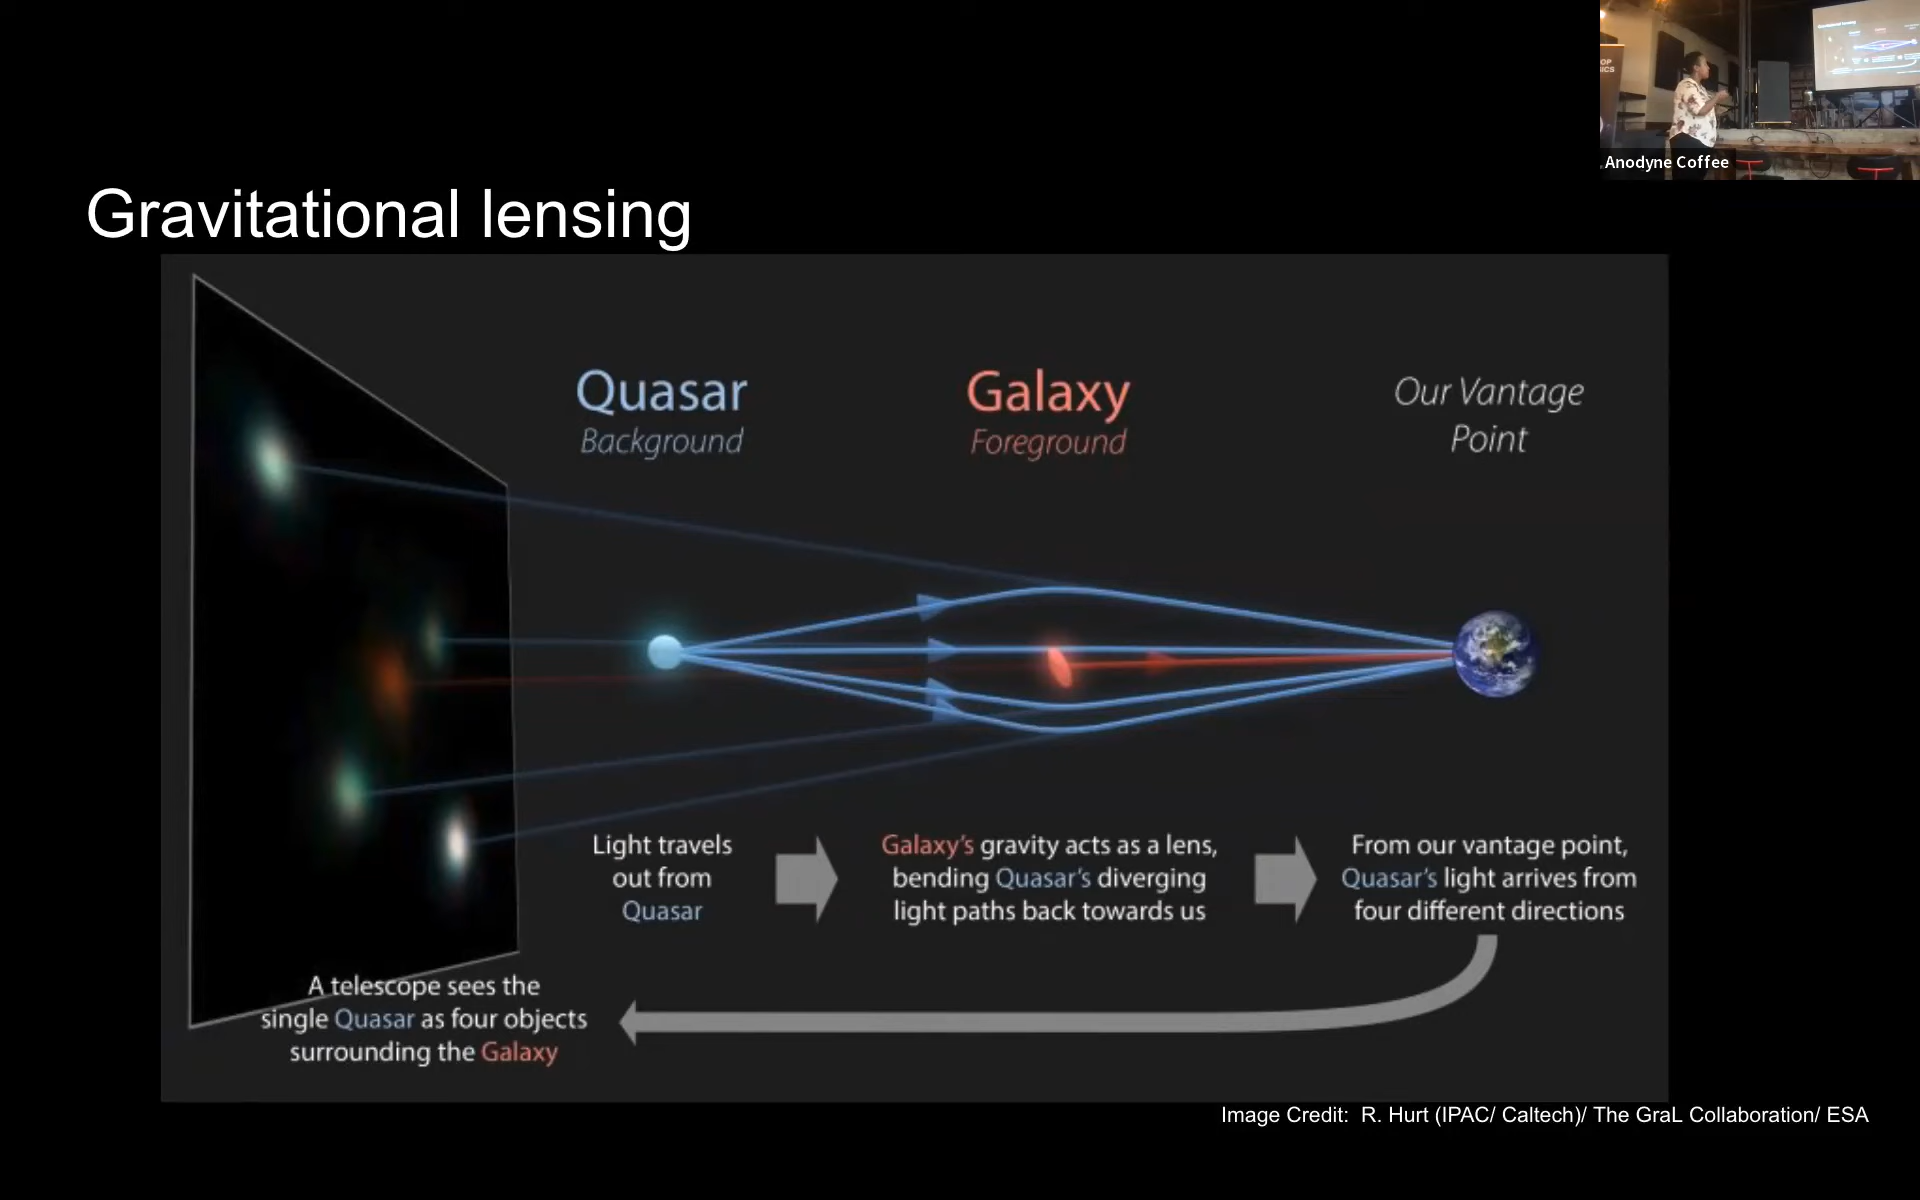 Anodyne Coffee
Gravitational lensing
Quasar
Background
Galaxy
Foreground
Our Vantage
Point
Light travels
out from
Quasar
Galaxy's gravity acts as a lens,
bending Quasar's diverging
light paths back towards us
From our vantage point,
Quasar's light arrives from
four different directions
A telescope sees the
single Quasar as four objects
surrounding the Galaxy
Image Credit: R. Hurt (IPAC/ Caltech)/ The GraL Collaboration/ ESA